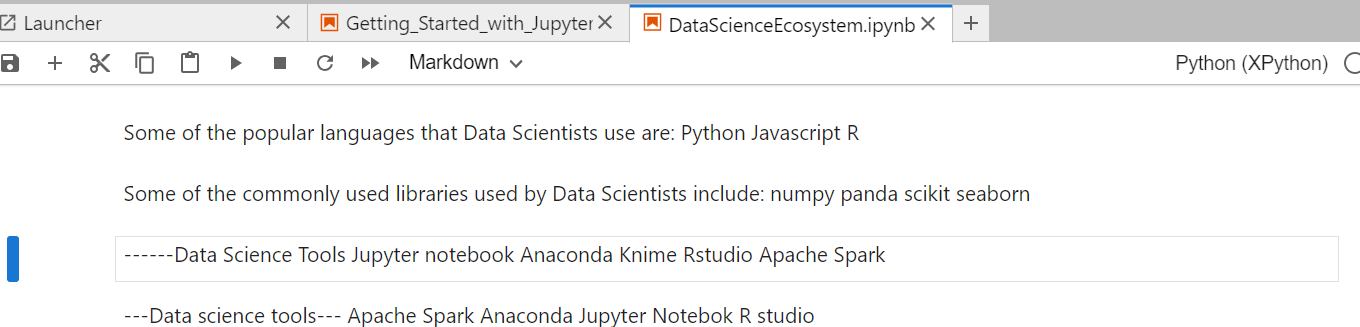 Launcher
Getting_Started_with_Jupyter
DataScienceEcosystem.ipynb
Markdown
Python (XPython)
Some of the popular languages that Data Scientists use are: Python Javascript R
Some of the commonly used libraries used by Data Scientists include: numpy panda scikit seaborn
------Data Science Tools Jupyter notebook Anaconda Knime Rstudio Apache Spark
---Data science tools--- Apache Spark Anaconda Jupyter Notebok R studio